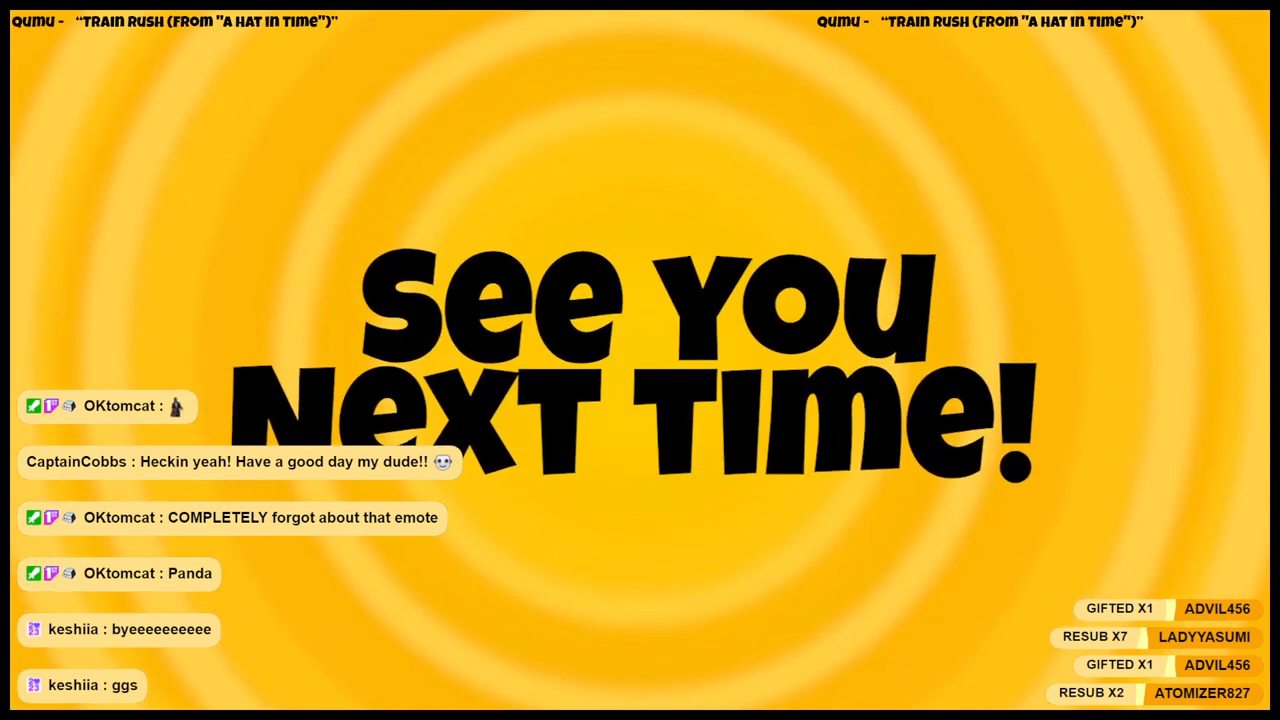 Qumu - “Train Rush (From "A Hat in Time")”
Qumu - “Train Rush (From "A Hat in Time")”
See You
Next Time!
OKtomcat :
CaptainCobbs : Heckin yeah! Have a good day my dude!!
OKtomcat : COMPLETELY forgot about that emote
OKtomcat : Panda
keshiia : byeeeeeeeeee
keshiia : ggs
GIFTED X1 ADVIL456
RESUB X7 LADYYASUMI
GIFTED X1 ADVIL456
RESUB X2 ATOMIZER827